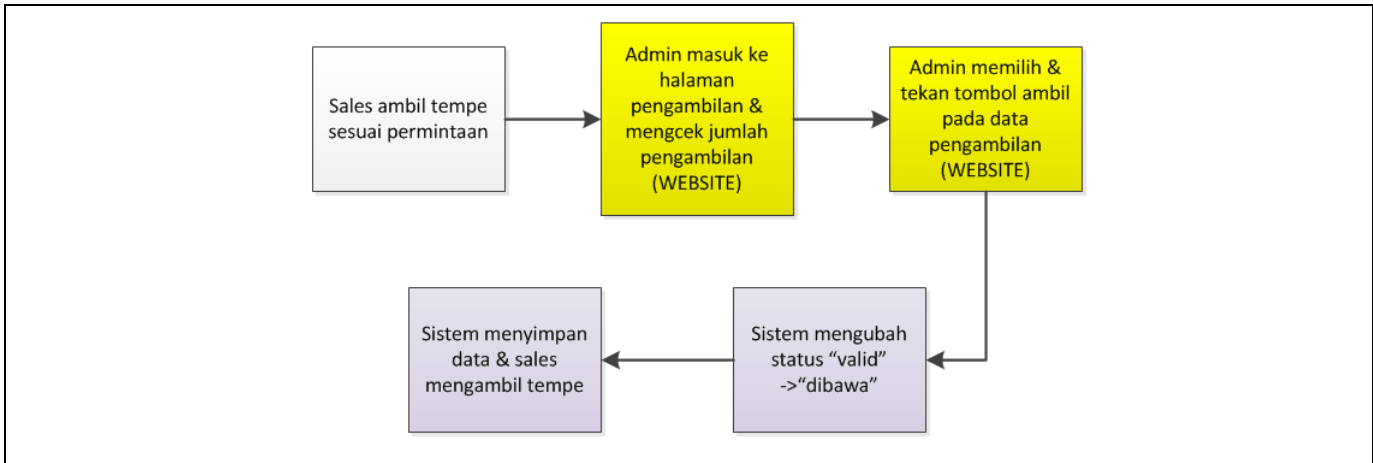 Sales ambil tempe
sesuai permintaan
Admin masuk ke
halaman
pengambilan &
mengcek jumlah
pengambilan
(WEBSITE)
Admin memilih &
tekan tombol ambil
pada data
pengambilan
(WEBSITE)
Sistem mengubah
status “valid”
->“dibawa”
Sistem menyimpan
data & sales
mengambil tempe